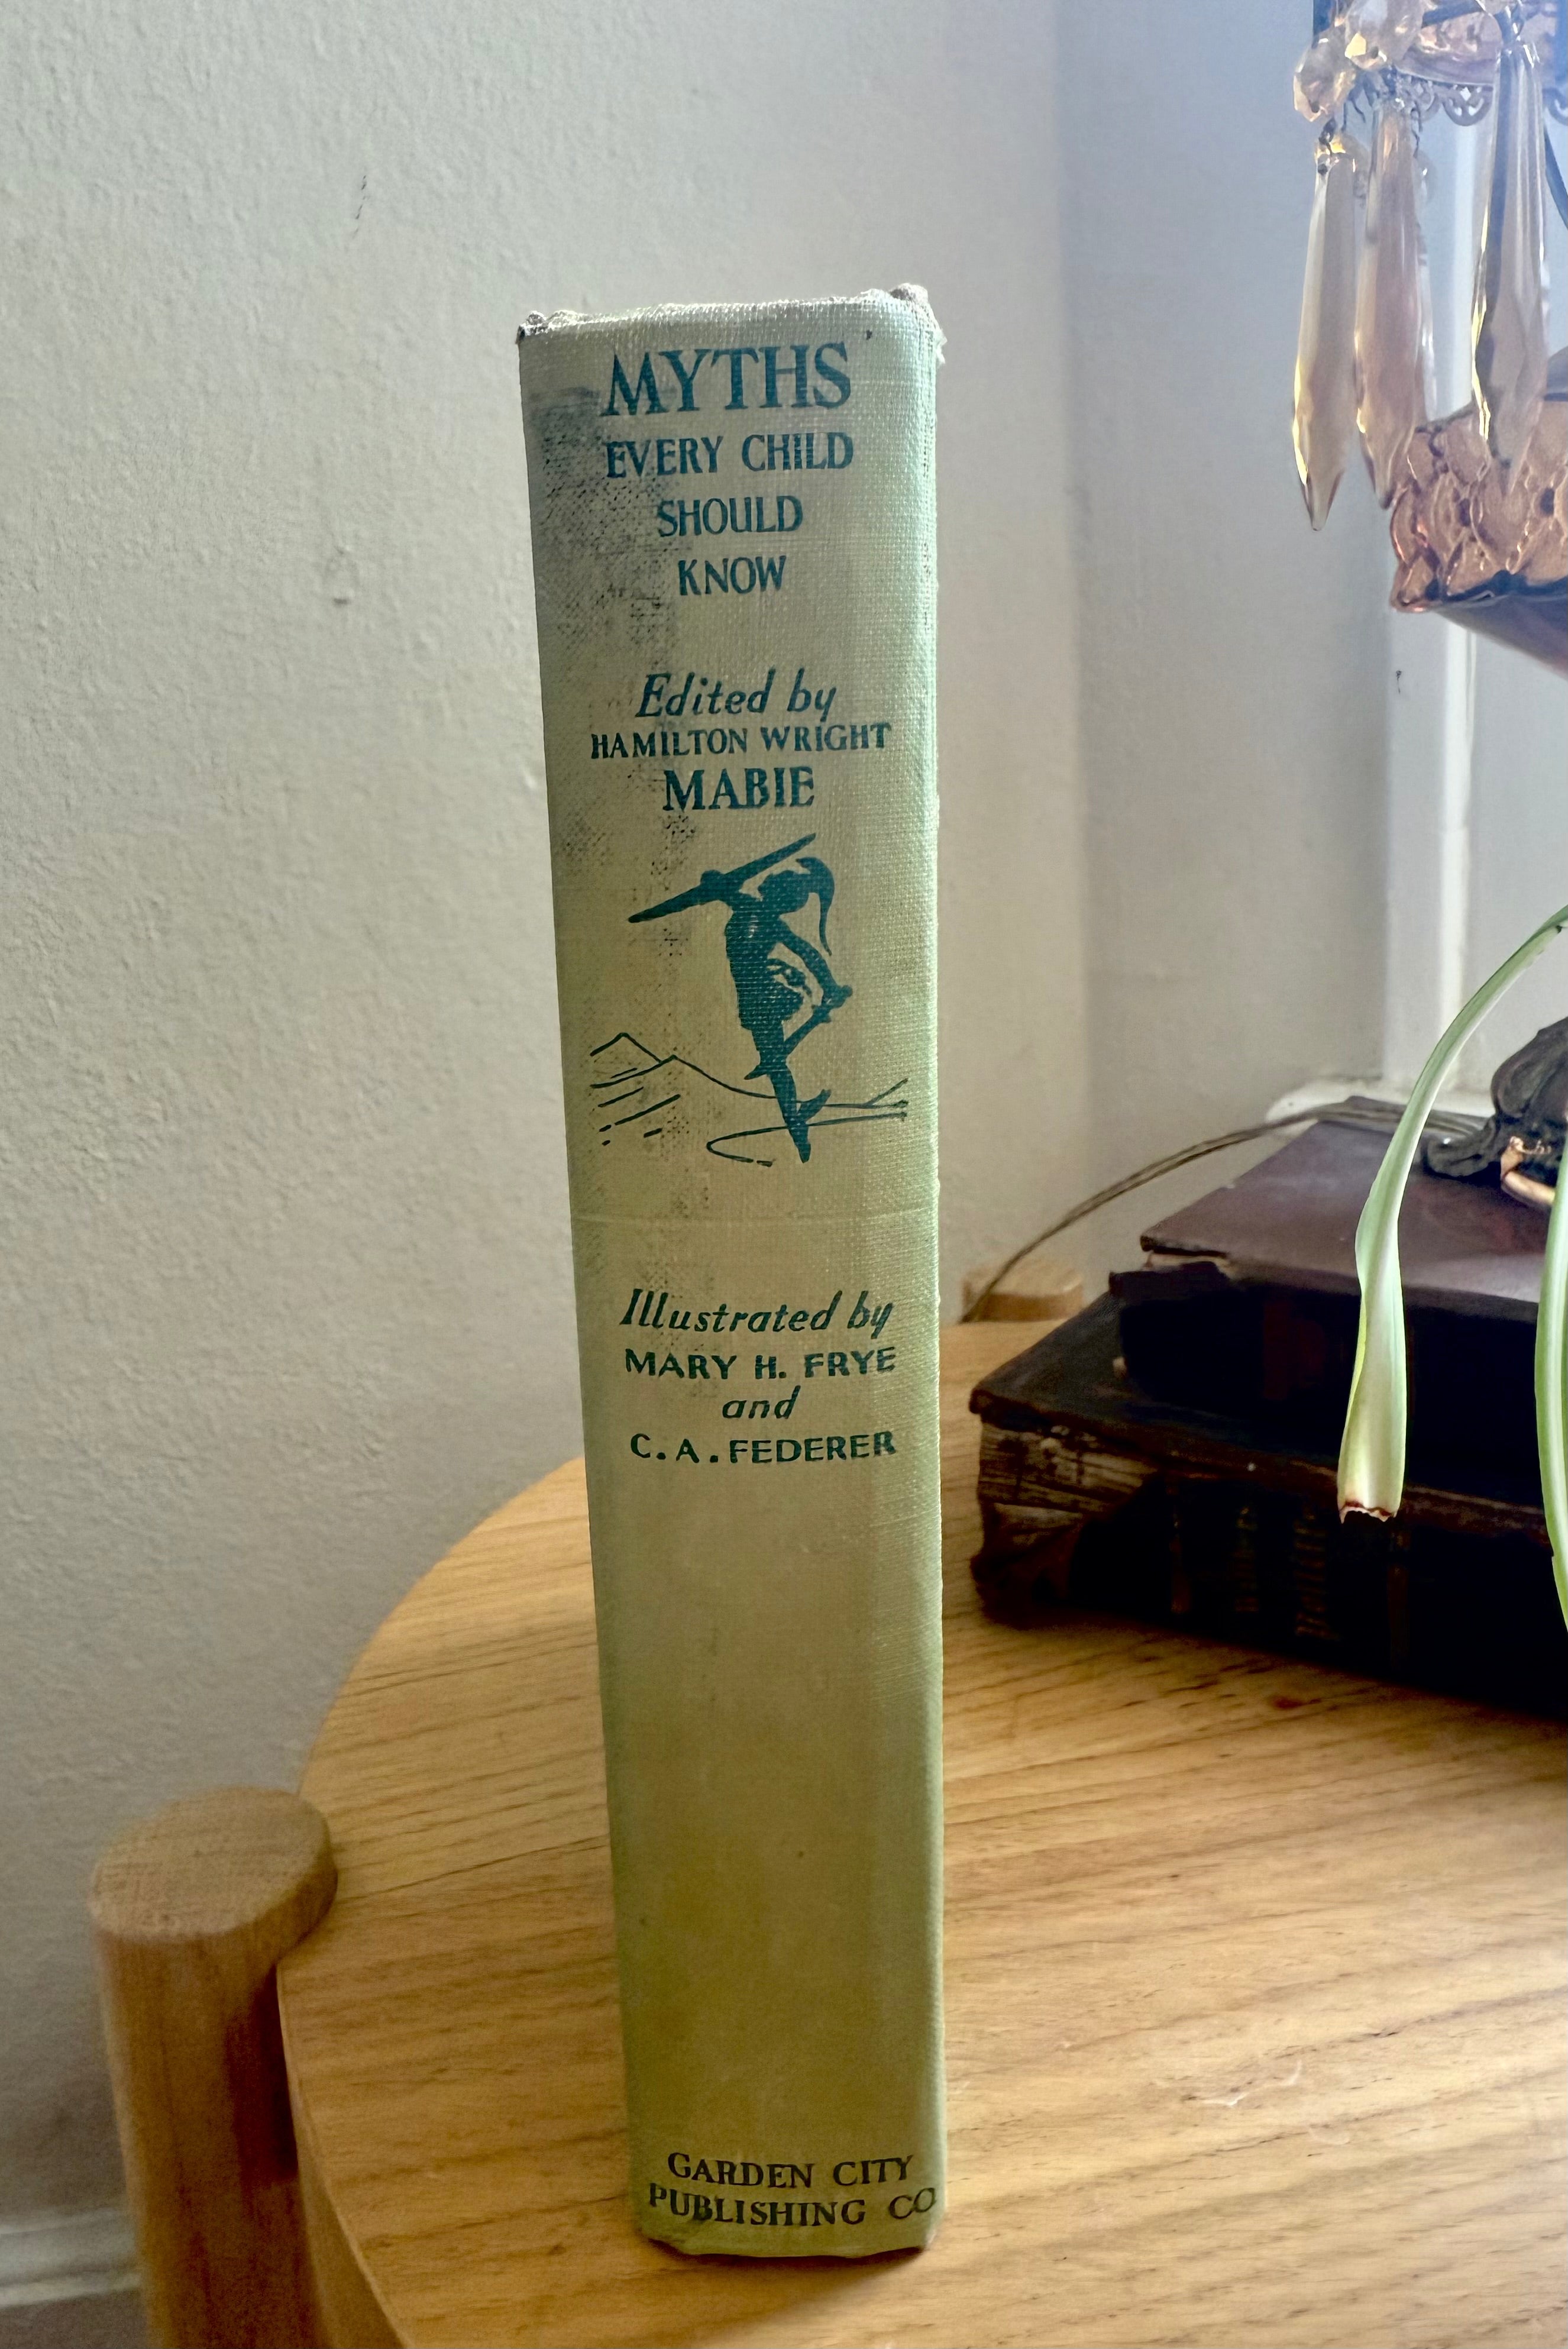 MYTHS
EVERY CHILD
SHOULD
KNOW
Edited by
HAMILTON WRIGHT
MABIE
Illustrated by
MARY H. FRYE
and
C. A. FEDERER
GARDEN CITY
PUBLISHING CO